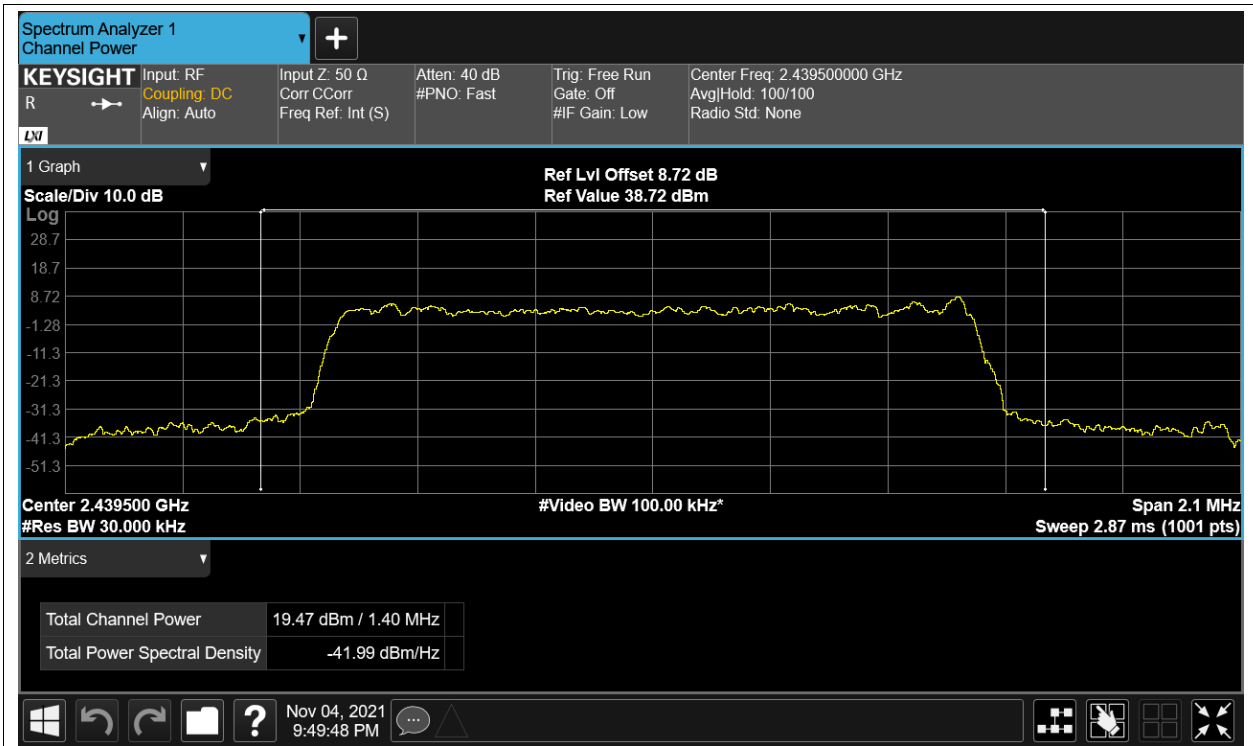 Spectrum Analyzer 1
Channel Power
KEYSIGHT
R
LXI
Input: RF
Coupling: DC
Align: Auto
Input Z: 50 Ω
Corr CCorr
Freq Ref: Int (S)
Atten: 40 dB
#PNO: Fast
Trig: Free Run
Gate: Off
#IF Gain: Low
Center Freq: 2.439500000 GHz
Avg|Hold: 100/100
Radio Std: None
1 Graph
Ref Lvl Offset 8.72 dB
Scale/Div 10.0 dB
Ref Value 38.72 dBm
Log
28.7
18.7
8.72
-1.28
-11.3
-21.3
-31.3
-41.3
-51.3
Center 2.439500 GHz
#Video BW 100.00 kHz*
Span 2.1 MHz
#Res BW 30.000 kHz
Sweep 2.87 ms (1001 pts)
2 Metrics
Total Channel Power 19.47 dBm / 1.40 MHz
Total Power Spectral Density -41.99 dBm/Hz
?
Nov 04, 2021
9:49:48 PM